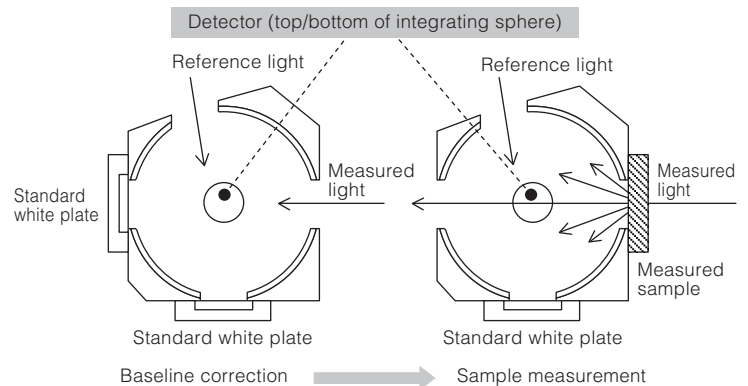 Detector (top/bottom of integrating sphere)
Reference light
Reference light
Measured
light
Measured
light
Standard
white plate
Measured
sample
Standard white plate
Standard white plate
Baseline correction
Sample measurement